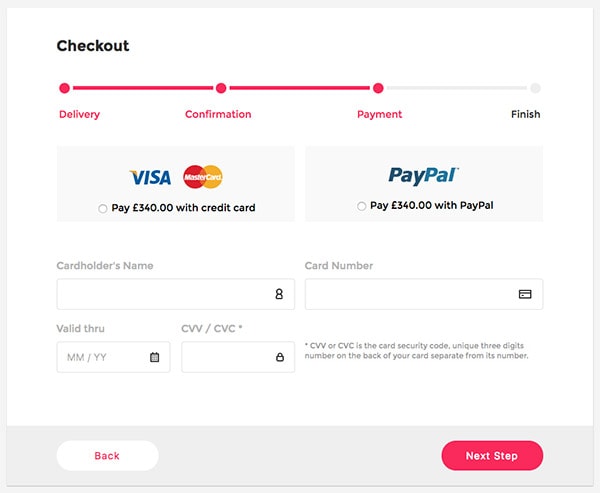 Checkout
Delivery
Confirmation
Payment
Finish
VISA
MasterCard
Pay £340.00 with credit card
PayPal
Pay £340.00 with PayPal
Cardholder's Name
Card Number
Valid thru
CVV / CVC *
MM / YY
* CVV or CVC is the card security code, unique three digits
number on the back of your card separate from its number.
Back
Next Step